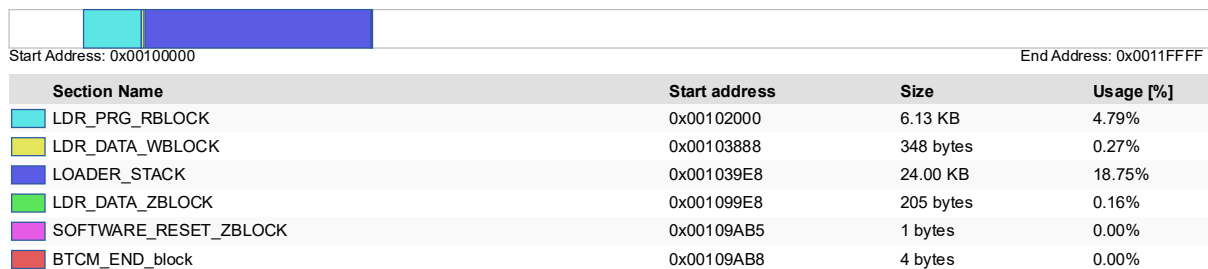 Start Address: 0x00100000 End Address: 0x0011FFFF
Section Name Start address Size Usage [%]
LDR_PRG_RBLOCK 0x00102000 6.13 KB 4.79%
LDR_DATA_WBLOCK 0x00103888 348 bytes 0.27%
LOADER_STACK 0x001039E8 24.00 KB 18.75%
LDR_DATA_ZBLOCK 0x001099E8 205 bytes 0.16%
SOFTWARE_RESET_ZBLOCK 0x00109AB5 1 bytes 0.00%
BTCM_END_block 0x00109AB8 4 bytes 0.00%